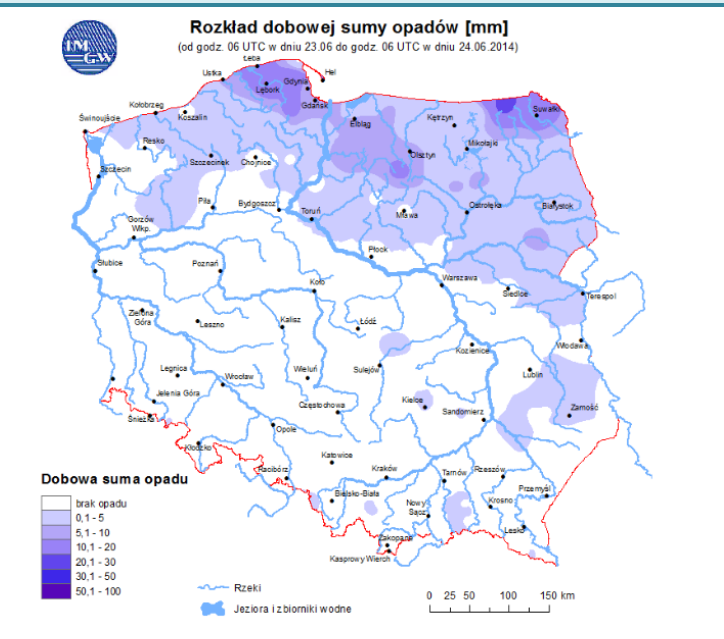 Rozkład dobowej sumy opadów [mm]
(od godz. 06 UTC w dniu 23.06 do godz. 06 UTC w dniu 24.06.2014)
IM
GW
Łeba
Ustka
Hel
Gdynia
Lębork
Kołobrzeg
Gdańsk
Koszalin
Świnoujście
Elbląg
Kętrzyn
Suwałki
Resko
Mikołajki
Olsztyn
Szczecinek
Chojnice
Szczecin
Piła
Bydgoszcz
Toruń
Mława
Ostrołęka
Białystok
Gorzów
Wlkp.
Płock
Słubice
Poznań
Warszawa
Koło
Siedlce
Terespol
Zielona
Góra
Leszno
Kalisz
Łódź
Kozienice
Włodawa
Legnica
Wrocław
Wieluń
Sulejów
Lublin
Jelenia Góra
Częstochowa
Kielce
Sandomierz
Zamość
Śnieżka
Opole
Kłodzko
Katowice
Racibórz
Kraków
Tarnów
Rzeszów
Bielsko-Biała
Przemyśl
Nowy
Sącz
Krosno
Lesko
Zakopane
Kasprowy Wierch
Dobowa suma opadu
brak opadu
0,1 - 5
5,1 - 10
10,1 - 20
20,1 - 30
30,1 - 50
50,1 - 100
Rzeki
Jeziora i zbiorniki wodne
0 25 50 100 150 km